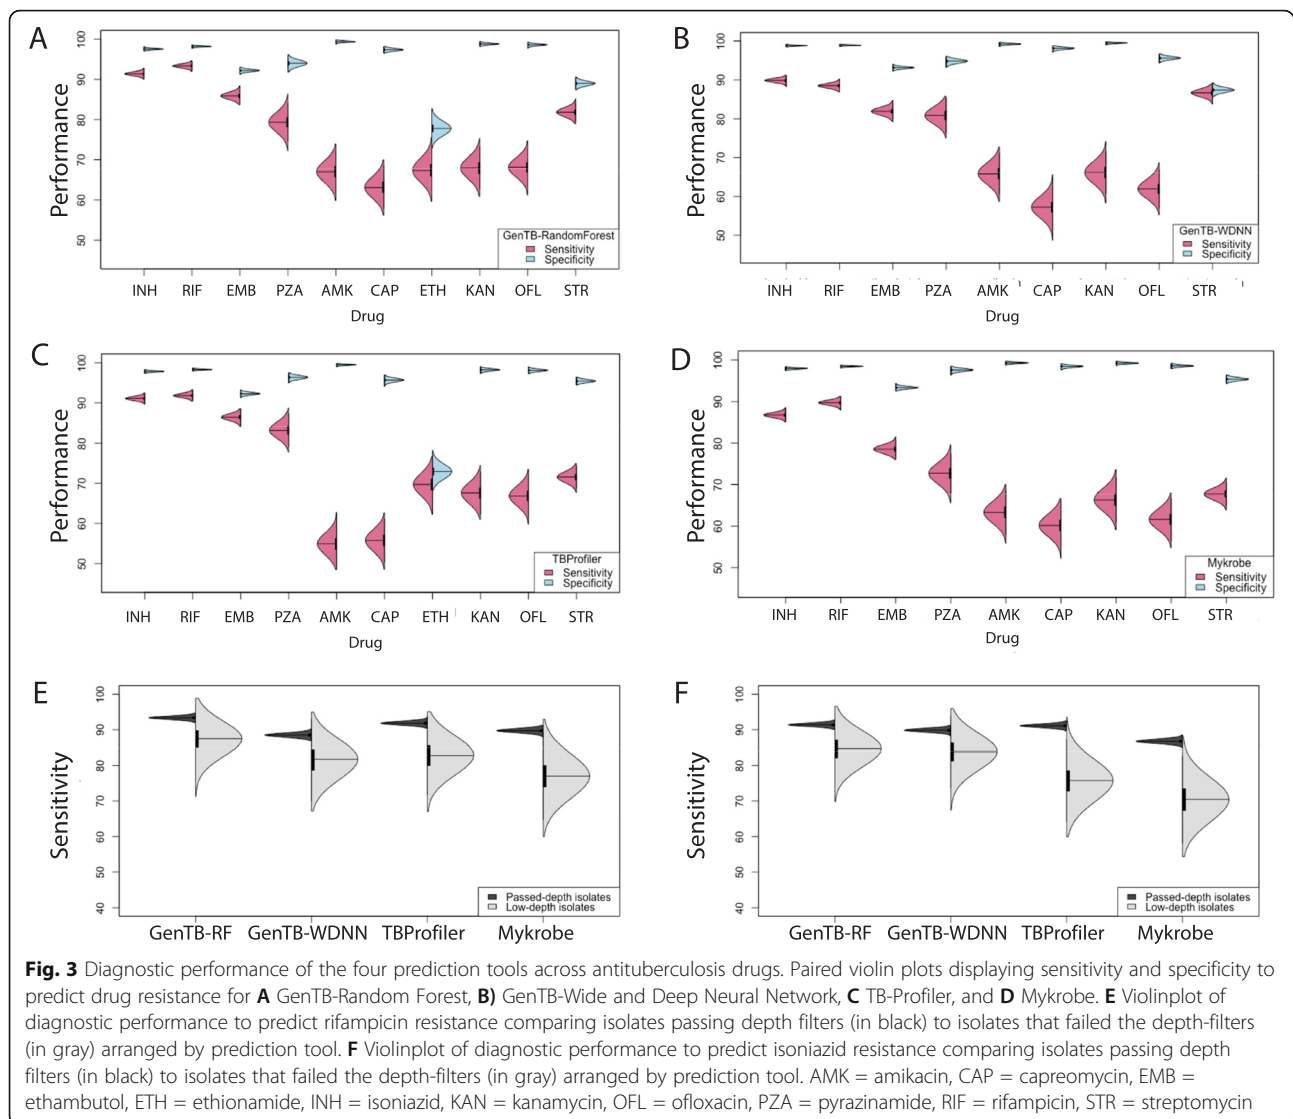 A
100
90
80
70
60
50
Performance
GenTB-RandomForest
Sensitivity
Specificity
INH RIF EMB PZA AMK CAP ETH KAN OFL STR
Drug
B
100
90
80
70
60
50
Performance
GenTB-WDNN
Sensitivity
Specificity
INH RIF EMB PZA AMK CAP KAN OFL STR
Drug
C
100
90
80
70
60
50
Performance
TBProfiler
Sensitivity
Specificity
INH RIF EMB PZA AMK CAP ETH KAN OFL STR
Drug
D
100
90
80
70
60
50
Performance
Mykrobe
Sensitivity
Specificity
INH RIF EMB PZA AMK CAP KAN OFL STR
Drug
E
100
90
80
70
60
50
40
Sensitivity
Passed-depth isolates
Low-depth isolates
GenTB-RF GenTB-WDNN TBProfiler Mykrobe
F
100
90
80
70
60
50
40
Sensitivity
Passed-depth isolates
Low-depth isolates
GenTB-RF GenTB-WDNN TBProfiler Mykrobe
Fig. 3 Diagnostic performance of the four prediction tools across antituberculosis drugs. Paired violin plots displaying sensitivity and specificity to
predict drug resistance for A GenTB-Random Forest, B) GenTB-Wide and Deep Neural Network, C TB-Profiler, and D Mykrobe. E Violinplot of
diagnostic performance to predict rifampicin resistance comparing isolates passing depth filters (in black) to isolates that failed the depth-filters
(in gray) arranged by prediction tool. F Violinplot of diagnostic performance to predict isoniazid resistance comparing isolates passing depth
filters (in black) to isolates that failed the depth-filters (in gray) arranged by prediction tool. AMK = amikacin, CAP = capreomycin, EMB =
ethambutol, ETH = ethionamide, INH = isoniazid, KAN = kanamycin, OFL = ofloxacin, PZA = pyrazinamide, RIF = rifampicin, STR = streptomycin